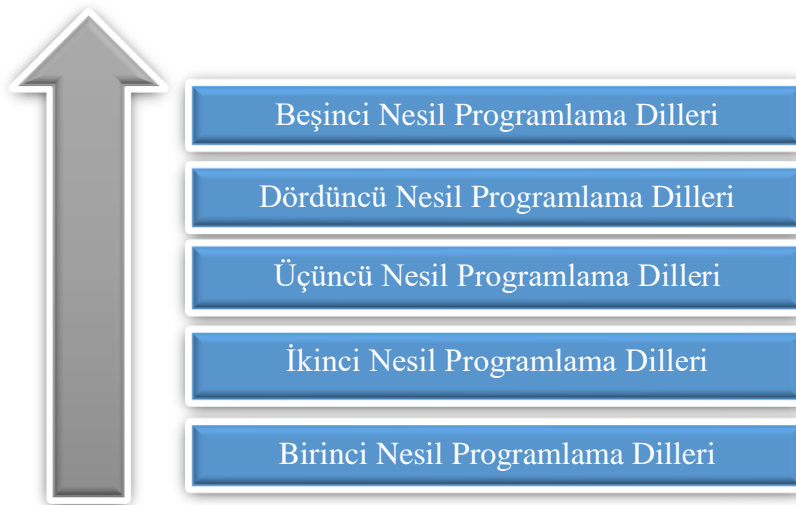 Beşinci Nesil Programlama Dilleri
Dördüncü Nesil Programlama Dilleri
Üçüncü Nesil Programlama Dilleri
İkinci Nesil Programlama Dilleri
Birinci Nesil Programlama Dilleri